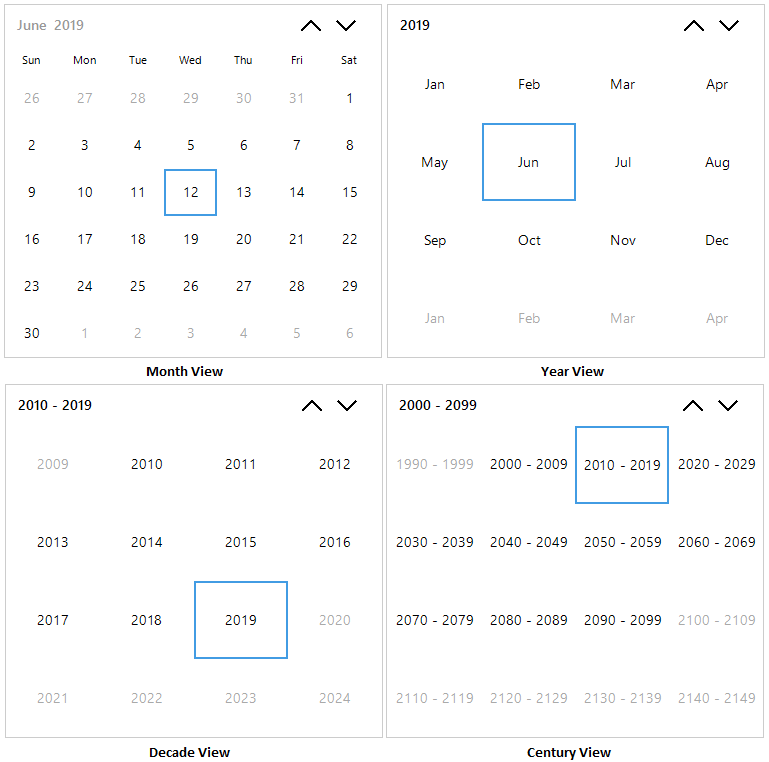 June 2019
Sun Mon Tue Wed Thu Fri Sat
26 27 28 29 30 31 1
2 3 4 5 6 7 8
9 10 11 12 13 14 15
16 17 18 19 20 21 22
23 24 25 26 27 28 29
30 1 2 3 4 5 6
Month View
2019
Jan Feb Mar Apr
May Jun Jul Aug
Sep Oct Nov Dec
Jan Feb Mar Apr
Year View
2010 - 2019
2009 2010 2011 2012
2013 2014 2015 2016
2017 2018 2019 2020
2021 2022 2023 2024
Decade View
2000 - 2099
1990 - 1999 2000 - 2009 2010 - 2019 2020 - 2029
2030 - 2039 2040 - 2049 2050 - 2059 2060 - 2069
2070 - 2079 2080 - 2089 2090 - 2099 2100 - 2109
2110 - 2119 2120 - 2129 2130 - 2139 2140 - 2149
Century View